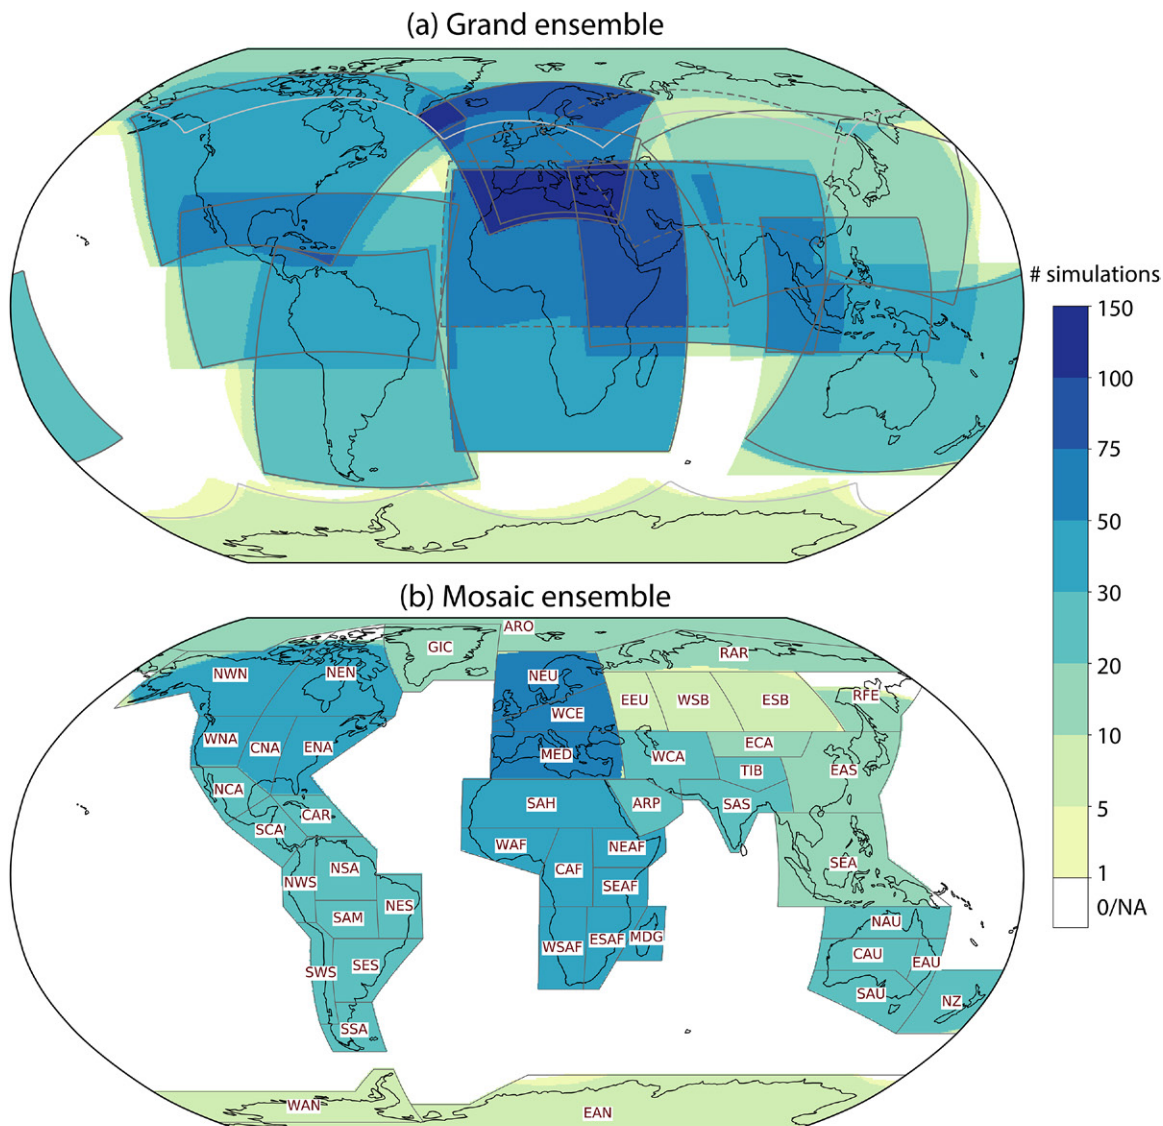 (a) Grand ensemble
# simulations
150
100
75
50
30
20
10
5
1
0/NA
(b) Mosaic ensemble
ARO
GIC
RAR
NWN
NEN
NEU
EEU
WSB
ESB
RFE
WCE
WNA
CNA
ENA
MED
WCA
ECA
TIB
EAS
NCA
CAR
SAH
ARP
SAS
SCA
WAF
CAF
NEAF
SEA
NWS
NSA
SEAF
NES
SAM
NAU
WSAF
ESAF
MDG
CAU
EAU
SWS
SES
SAU
NZ
SSA
WAN
EAN